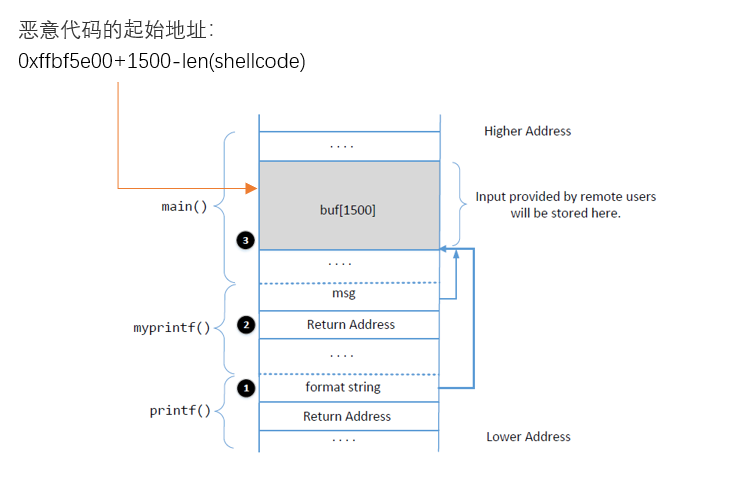 恶意代码的起始地址：
0xffbf5e00+1500-len(shellcode)
Higher Address
....
main()
buf[1500]
Input provided by remote users
will be stored here.
3
....
msg
myprintf()
2
Return Address
....
1
format string
printf()
Return Address
....
Lower Address